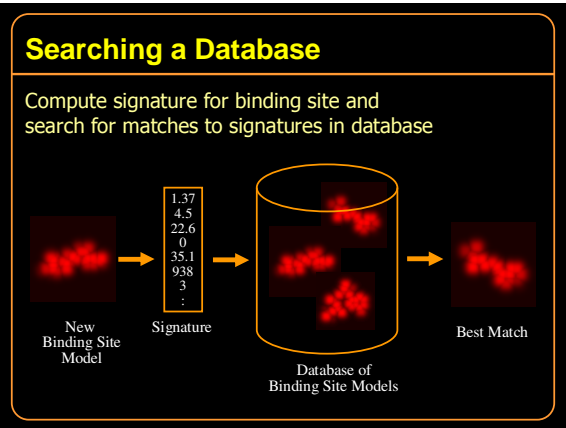 Searching a Database
Compute signature for binding site and
search for matches to signatures in database
1.37
4.5
22.6
0
35.1
938
3
:
New
Binding Site
Model
Signature
Database of
Binding Site Models
Best Match